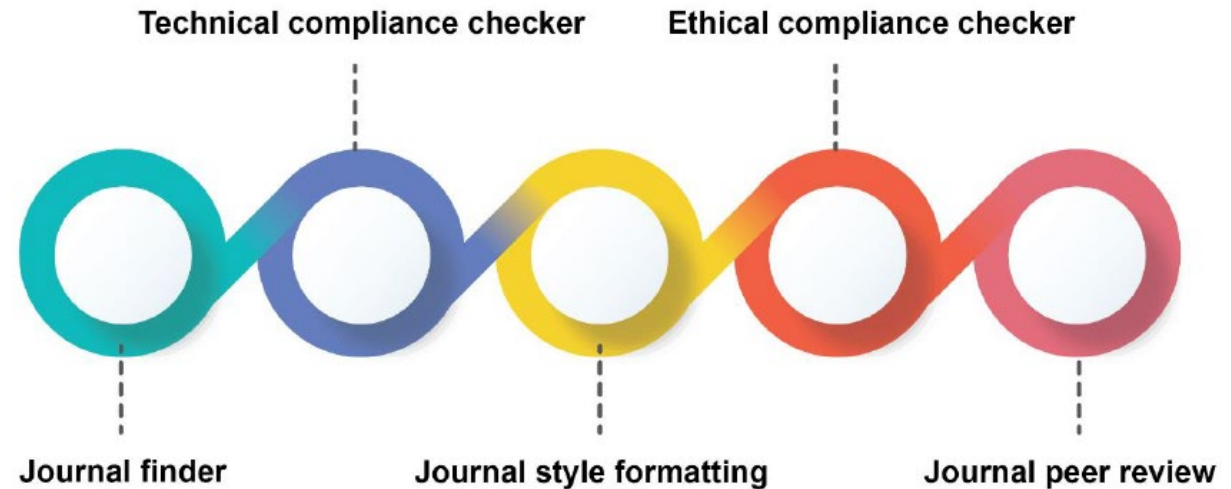 Technical compliance checker
Ethical compliance checker
Journal finder
Journal style formatting
Journal peer review